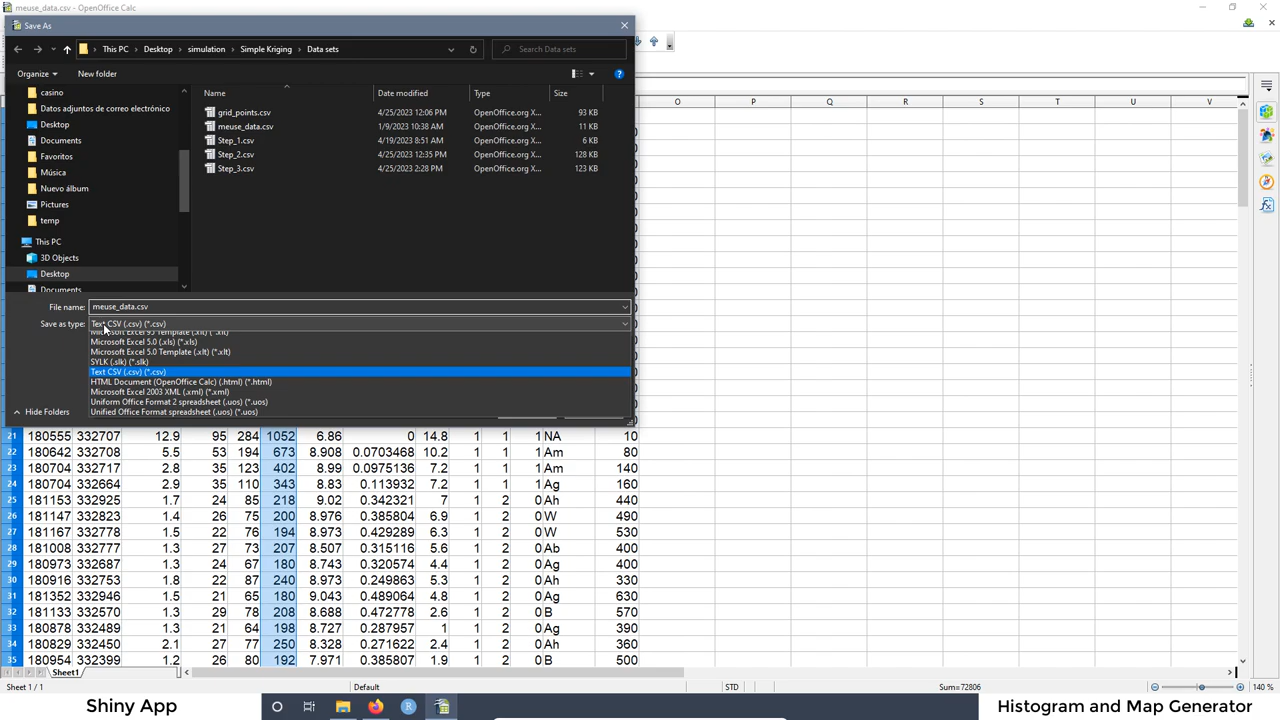 meuse_data.csv - OpenOffice Calc
Save As
This PC > Desktop > simulation > Simple Kriging > Data sets
Search Data sets
Organize
New folder
casino
Datos adjuntos de correo electrónico
Desktop
Documents
Favoritos
Música
Nuevo álbum
Pictures
temp
This PC
3D Objects
Desktop
Documents
Name Date modified Type Size
grid_points.csv 4/25/2023 12:06 PM OpenOffice.org X... 93 KB
meuse_data.csv 1/9/2023 10:38 AM OpenOffice.org X... 11 KB
Step_1.csv 4/19/2023 8:51 AM OpenOffice.org X... 6 KB
Step_2.csv 4/25/2023 12:35 PM OpenOffice.org X... 128 KB
Step_3.csv 4/25/2023 2:28 PM OpenOffice.org X... 123 KB
File name: meuse_data.csv
Save as type: Text CSV (.csv) (*.csv)
Microsoft Excel 95 Template (.xlt) (*.xlt)
Microsoft Excel 5.0 (.xls) (*.xls)
Microsoft Excel 5.0 Template (.xlt) (*.xlt)
SYLK (.slk) (*.slk)
Text CSV (.csv) (*.csv)
HTML Document (OpenOffice Calc) (.html) (*.html)
Microsoft Excel 2003 XML (.xml) (*.xml)
Uniform Office Format 2 spreadsheet (.uos) (*.uos)
Unified Office Format spreadsheet (.uos) (*.uos)
Hide Folders
O P Q R S T U V
21 180555 332707 12.9 95 284 1052 6.86 0 14.8 1 1 1 NA 10
22 180642 332708 5.5 53 194 673 8.908 0.0703468 10.2 1 1 1 Am 80
23 180704 332717 2.8 35 123 402 8.99 0.0975136 7.2 1 1 1 Am 140
24 180704 332664 2.9 35 110 343 8.83 0.113932 7.2 1 1 1 Ag 160
25 181153 332925 1.7 24 85 218 9.02 0.342321 7 1 2 0 Ah 440
26 181147 332823 1.4 26 75 200 8.976 0.385804 6.9 1 2 0 W 490
27 181167 332778 1.5 22 76 194 8.973 0.429289 6.3 1 2 0 W 530
28 181008 332777 1.3 27 73 207 8.507 0.315116 5.6 1 2 0 Ab 400
29 180973 332687 1.3 24 67 180 8.743 0.320574 4.4 1 2 0 Ag 400
30 180916 332753 1.8 22 87 240 8.973 0.249863 5.3 1 2 0 Ah 330
31 181352 332946 1.5 21 65 180 9.043 0.489064 4.8 1 2 0 Ag 630
32 181133 332570 1.3 29 78 208 8.688 0.472778 2.6 1 2 0 B 570
33 180878 332489 1.3 21 64 198 8.727 0.287957 1 1 2 0 Ag 390
34 180829 332450 2.1 27 77 250 8.328 0.271622 2.4 1 2 0 Ah 360
35 180954 332399 1.2 26 80 192 7.971 0.385807 1.9 1 2 0 B 500
Sheet1
Sheet 1 / 1 Default STD Sum=72806 140 %
Shiny App
Histogram and Map Generator